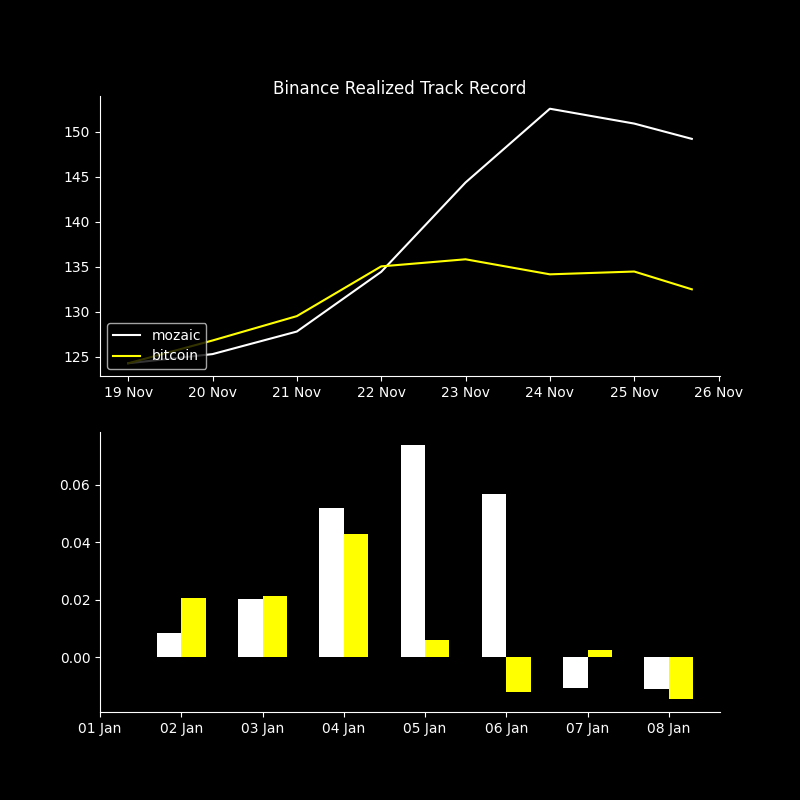 Binance Realized Track Record
150
145
140
135
130
125
mozaic
bitcoin
19 Nov 20 Nov 21 Nov 22 Nov 23 Nov 24 Nov 25 Nov 26 Nov
0.06
0.04
0.02
0.00
01 Jan 02 Jan 03 Jan 04 Jan 05 Jan 06 Jan 07 Jan 08 Jan